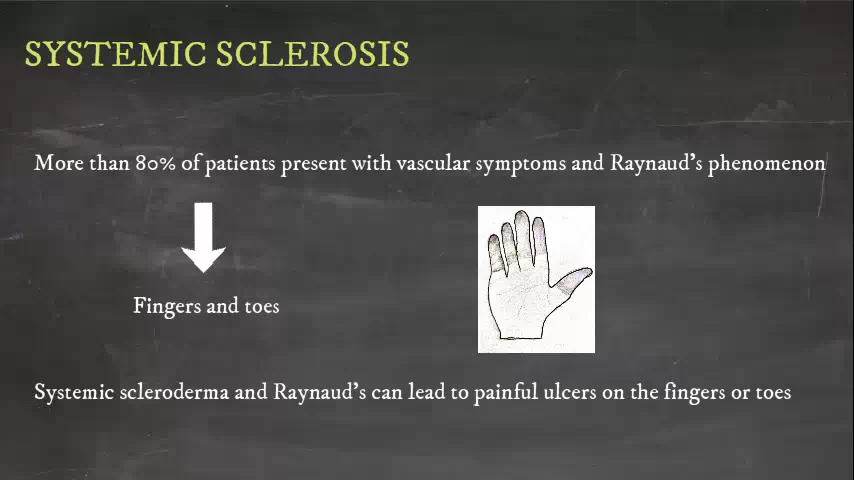 SYSTEMIC SCLEROSIS
More than 80% of patients present with vascular symptoms and Raynaud's phenomenon
Fingers and toes
Systemic scleroderma and Raynaud's can lead to painful ulcers on the fingers or toes